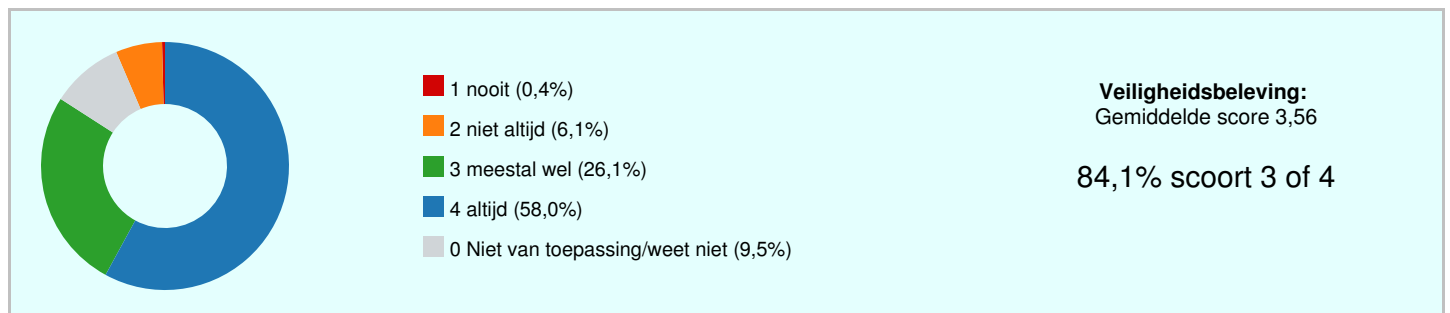 1 nooit (0,4%)
2 niet altijd (6,1%)
3 meestal wel (26,1%)
4 altijd (58,0%)
0 Niet van toepassing/weet niet (9,5%)
Veiligheidsbeleving:
Gemiddelde score 3,56
84,1% scoort 3 of 4